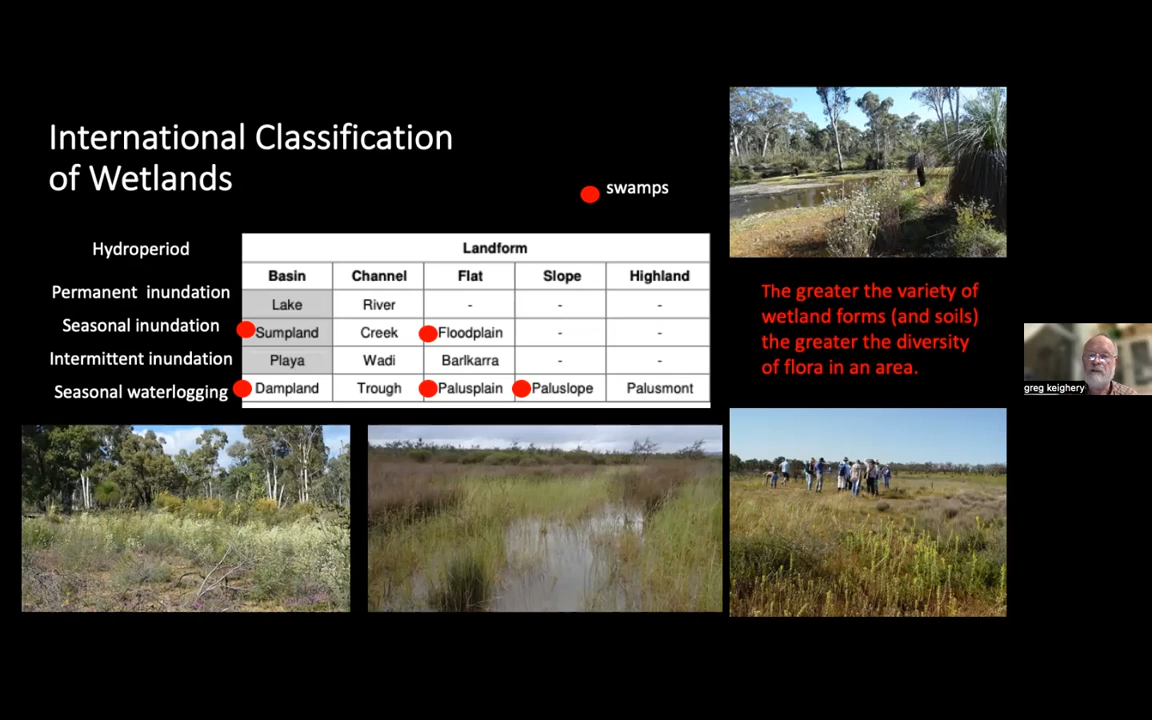 International Classification
of Wetlands
swamps
Hydroperiod
Landform
Basin Channel Flat Slope Highland
Permanent inundation Lake River - - -
Seasonal inundation Sumpland Creek Floodplain - -
Intermittent inundation Playa Wadi Barlkarra - -
Seasonal waterlogging Dampland Trough Palusplain Paluslope Palusmont
The greater the variety of
wetland forms (and soils)
the greater the diversity
of flora in an area.
greg keighery